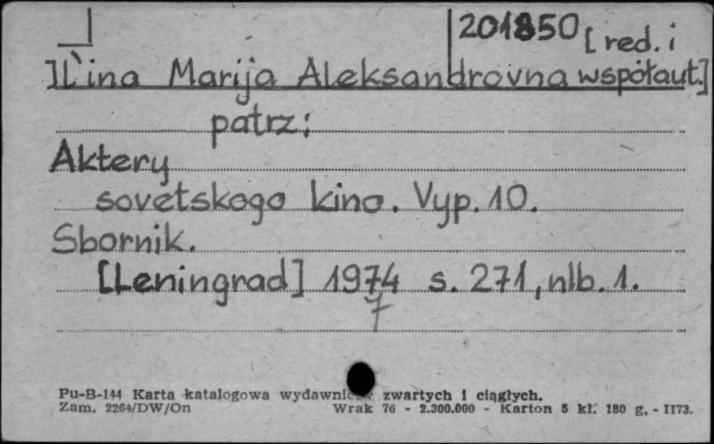 201850 [red. i
Il'ina Marija Aleksandrovna współaut.]
patrz:
Aktery
sovetskogo kino. Vyp. 10.
Sbornik.
[Leningrad] 1974 s. 271, nlb. 1.
7
Pu-B-144 Karta katalogowa wydawnictw zwartych i ciągłych.
Zam. 2264/DW/On Wrak 76 - 2.300.000 - Karton 5 kl. 180 g. - II73.